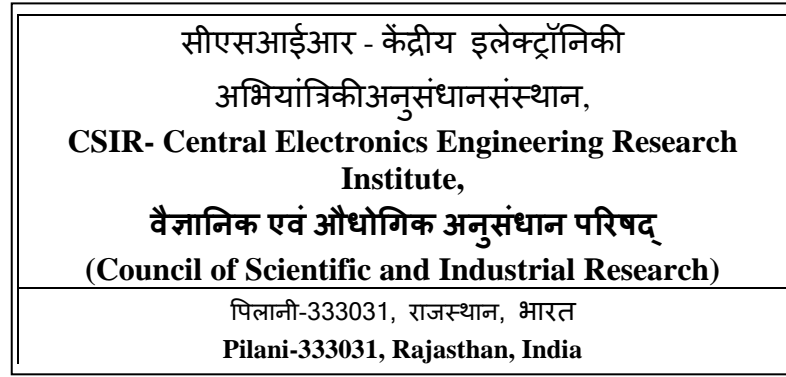 सीएसआईआर - केंद्रीय इलेक्ट्रॉनिकी
अभियांत्रिकीअनुसंधानसंस्थान,
CSIR- Central Electronics Engineering Research
Institute,
वैज्ञानिक एवं औधोगिक अनुसंधान परिषद्
(Council of Scientific and Industrial Research)
पिलानी-333031, राजस्थान, भारत
Pilani-333031, Rajasthan, India